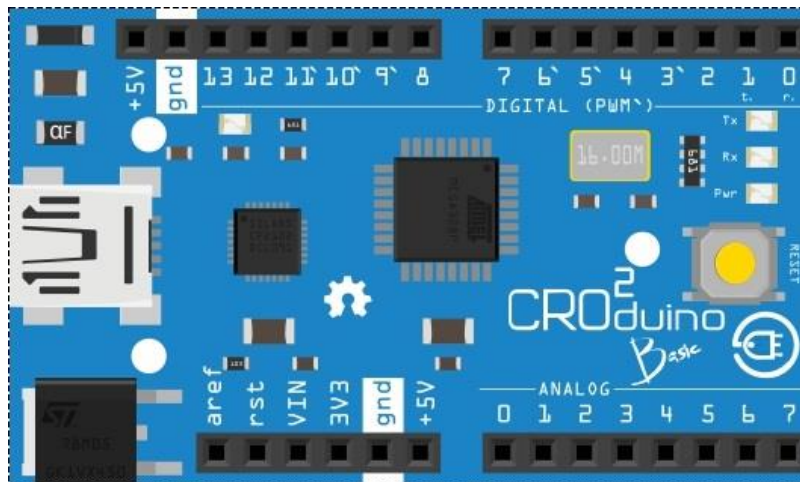 +5V gnd 13 12 11` 10` 9` 8 7 6` 5` 4 3` 2 1 0
t. r.
DIGITAL (PWM`)
Tx
αF
16.00M
Rx
Pwr
RESET
CRO²duino
Basic
aref rst VIN 3V3 gnd +5V
ANALOG
0 1 2 3 4 5 6 7